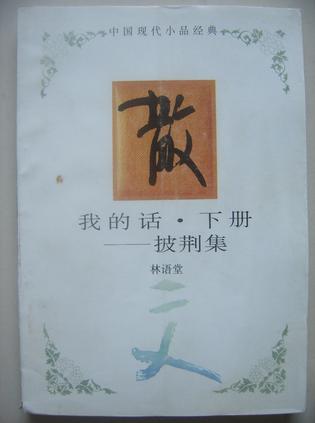 中国现代小品经典
散
我的话·下册
——披荆集
林语堂
文